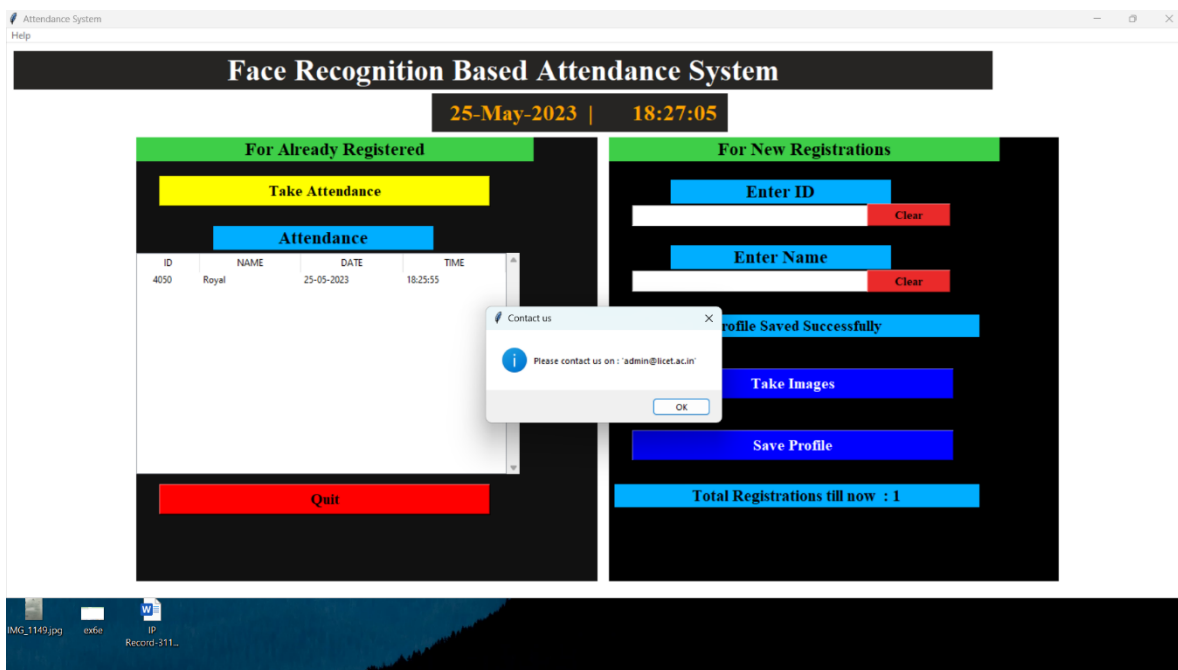 Attendance System
Help
Face Recognition Based Attendance System
25-May-2023 | 18:27:05
For Already Registered
Take Attendance
Attendance
ID NAME DATE TIME
4050 Royal 25-05-2023 18:25:55
Quit
For New Registrations
Enter ID
Clear
Enter Name
Clear
rofile Saved Successfully
Take Images
Save Profile
Total Registrations till now : 1
Contact us
Please contact us on : 'admin@licet.ac.in'
OK
IMG_1149.jpg
ex6e
IP
Record-311...